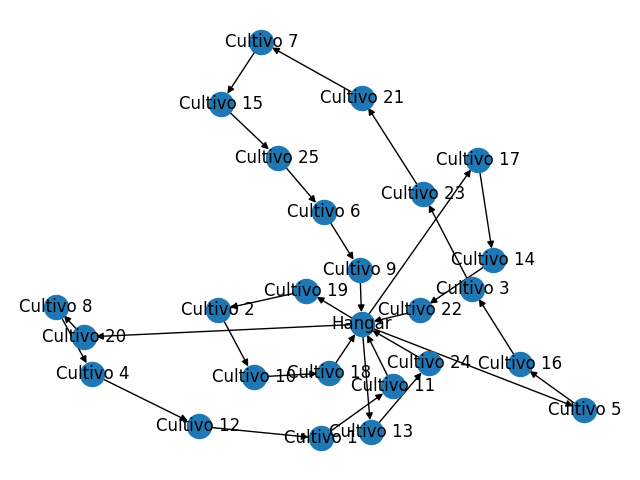 Cultivo 7
Cultivo 21
Cultivo 15
Cultivo 25
Cultivo 17
Cultivo 23
Cultivo 6
Cultivo 14
Cultivo 9
Cultivo 3
Cultivo 19
Cultivo 8
Cultivo 2
Cultivo 22
Hangar
Cultivo 20
Cultivo 24
Cultivo 16
Cultivo 4
Cultivo 10
Cultivo 18
Cultivo 11
Cultivo 5
Cultivo 12
Cultivo 13
Cultivo 1